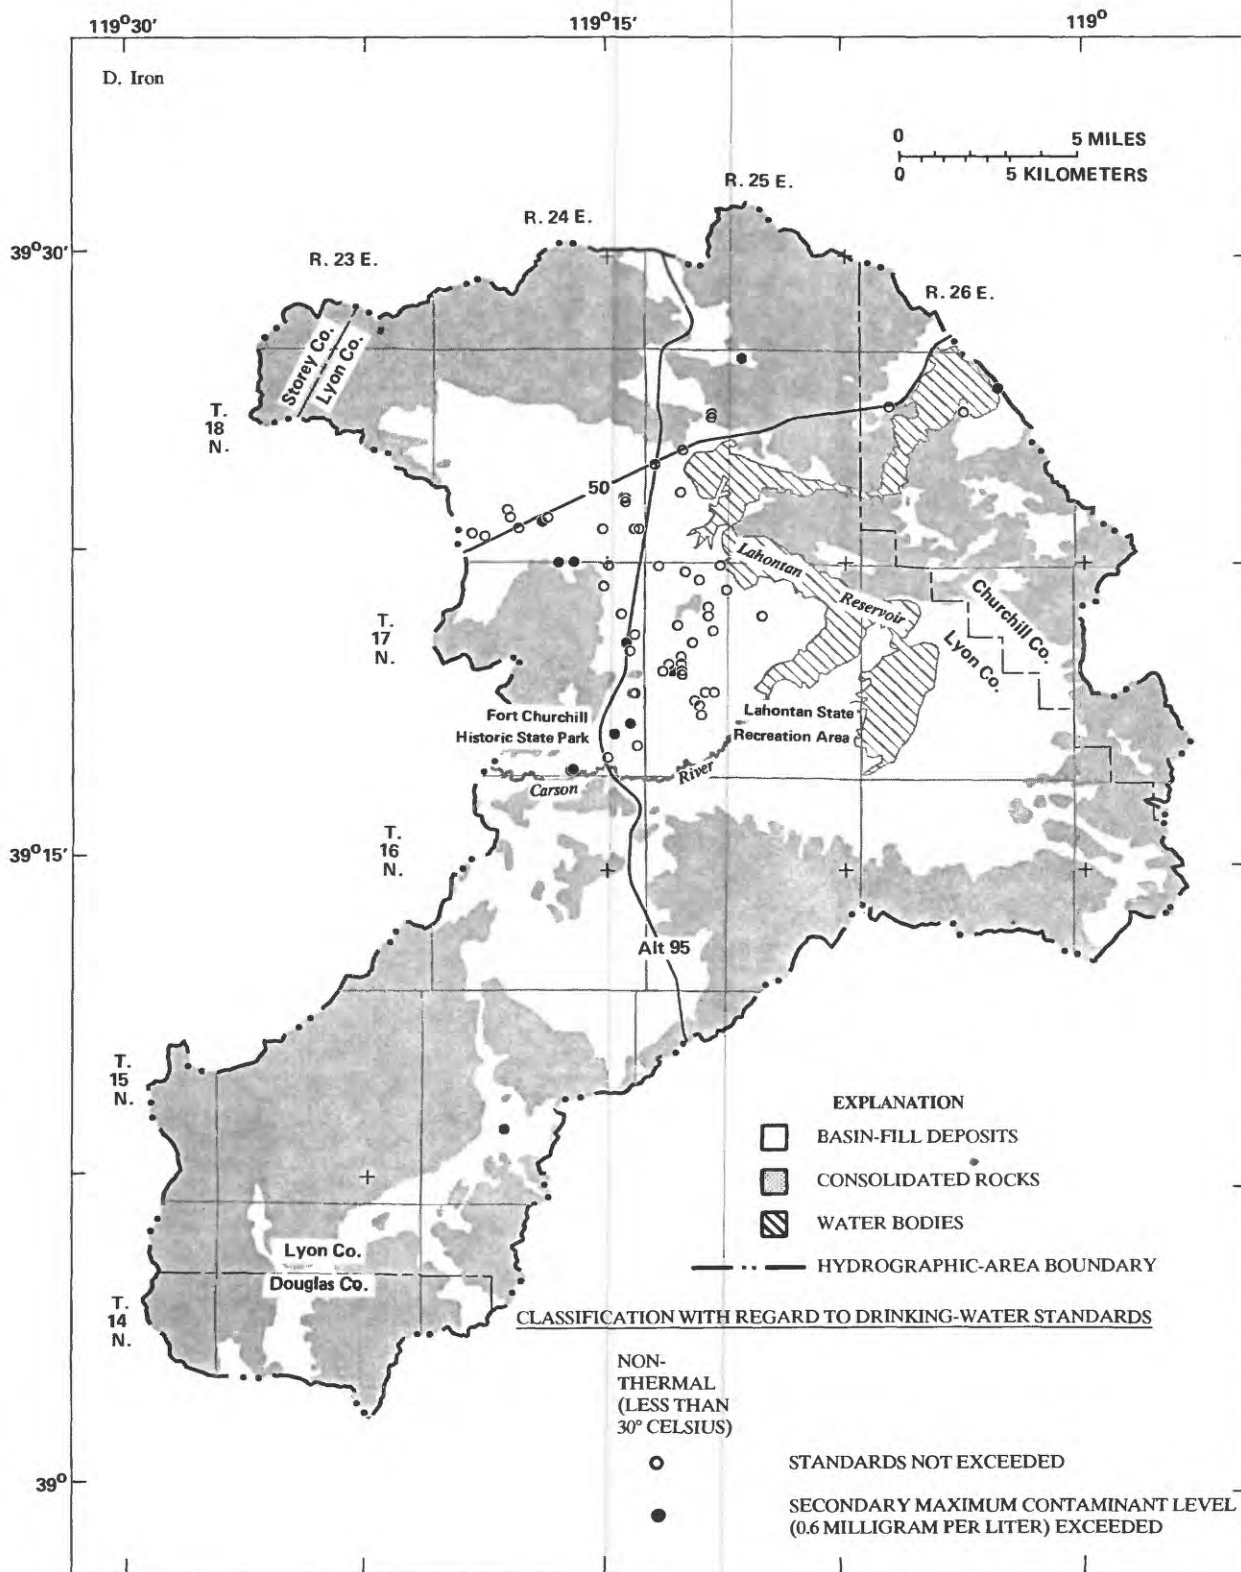 119°30'
119°15'
119°
D. Iron
0 5 MILES
0 5 KILOMETERS
R. 25 E.
R. 24 E.
39°30'
R. 23 E.
R. 26 E.
Storey Co.
Lyon Co.
T.
18
N.
50
Lahontan
Reservoir
Churchill Co.
Lyon Co.
T.
17
N.
Fort Churchill
Historic State Park
Lahontan State
Recreation Area
River
Carson
T.
16
N.
39°15'
Alt 95
T.
15
N.
EXPLANATION
BASIN-FILL DEPOSITS
CONSOLIDATED ROCKS
WATER BODIES
HYDROGRAPHIC-AREA BOUNDARY
Lyon Co.
Douglas Co.
T.
14
N.
CLASSIFICATION WITH REGARD TO DRINKING-WATER STANDARDS
NON-
THERMAL
(LESS THAN
30° CELSIUS)
STANDARDS NOT EXCEEDED
39°
SECONDARY MAXIMUM CONTAMINANT LEVEL
(0.6 MILLIGRAM PER LITER) EXCEEDED